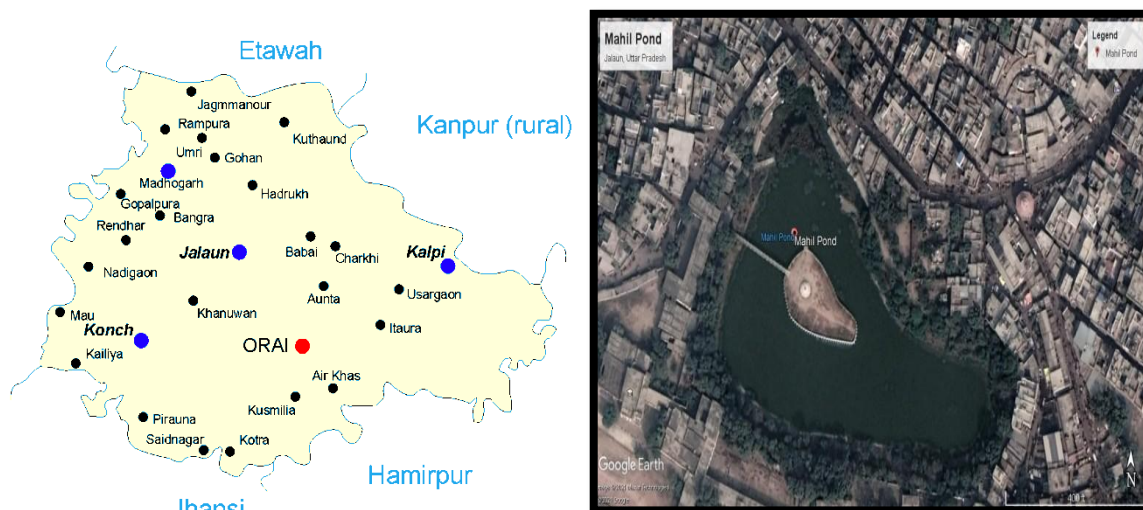 Etawah
Kanpur (rural)
Jagmmanour
Rampura
Kuthaund
Umri
Gohan
Madhogarh
Hadrukh
Gopalpura
Bangra
Rendhar
Jalaun
Babai
Charkhi
Kalpi
Nadigaon
Aunta
Usargaon
Khanuwan
Mau
Itaura
Konch
ORAI
Kailiya
Air Khas
Kusmilia
Pirauna
Saidnagar
Kotra
Hamirpur
Jhansi
Mahil Pond
Jalaun, Uttar Pradesh
Legend
Mahil Pond
Mahil Pond
Mahil Pond
Google Earth
N